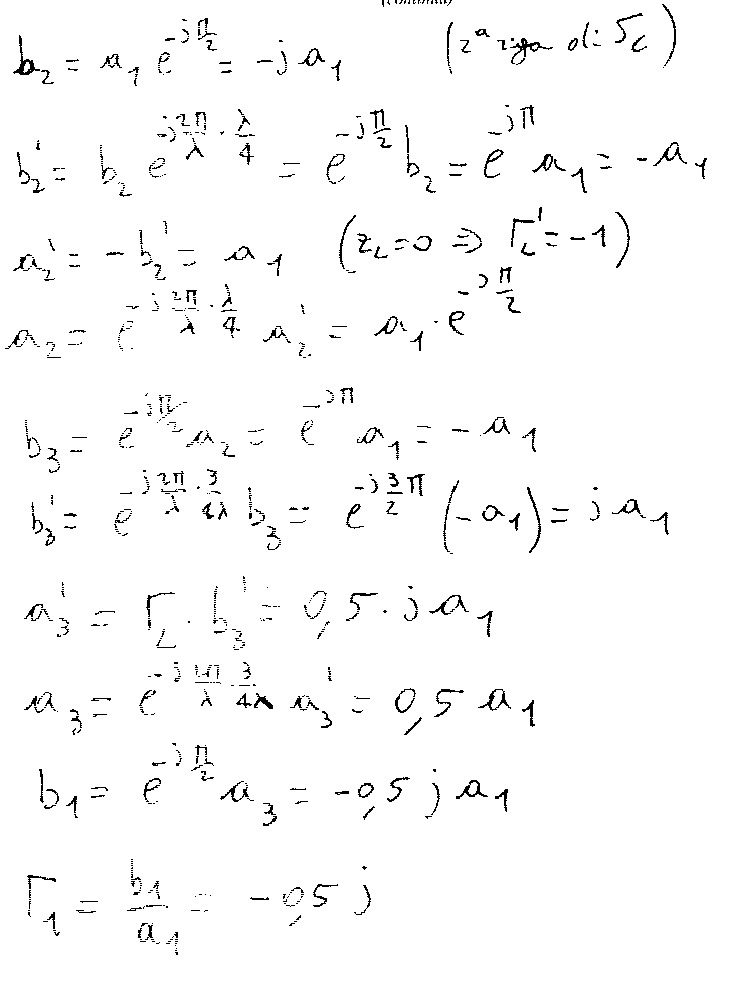 (continua)
b₂ = a₁ e^{-jπ/2} = -j a₁ (2ᵃ riga di S_C)
b₂' = b₂ e^{-j 2π/λ · λ/4} = e^{-jπ/2} b₂ = e^{-jπ} a₁ = -a₁
a₂' = -b₂' = a₁ (Z_L=0 ⇒ Γ_L' = -1)
a₂ = e^{-j 2π/λ · λ/4} a₂' = a₁ · e^{-jπ/2}
b₃ = e^{-jπ/2} a₂ = e^{-jπ} a₁ = -a₁
b₃' = e^{-j 2π/λ · 3/4λ} b₃ = e^{-j 3/2 π} (-a₁) = j a₁
a₃' = Γ_L · b₃' = 0,5 · j a₁
a₃ = e^{-j 2π/λ · 3/4λ} a₃' = 0,5 a₁
b₁ = e^{-jπ/2} a₃ = -0,5 j a₁
Γ₁ = b₁/a₁ = -0,5 j